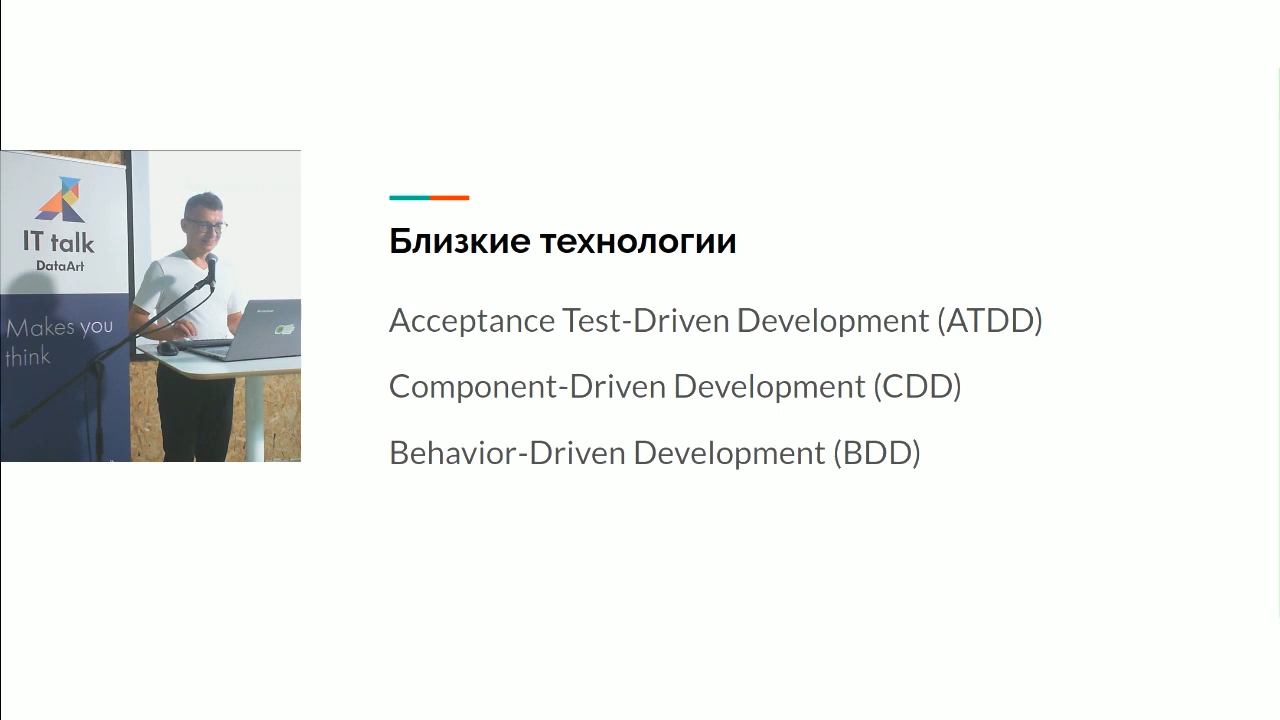 IT talk
DataArt
Makes you
think
Близкие технологии
Acceptance Test-Driven Development (ATDD)
Component-Driven Development (CDD)
Behavior-Driven Development (BDD)